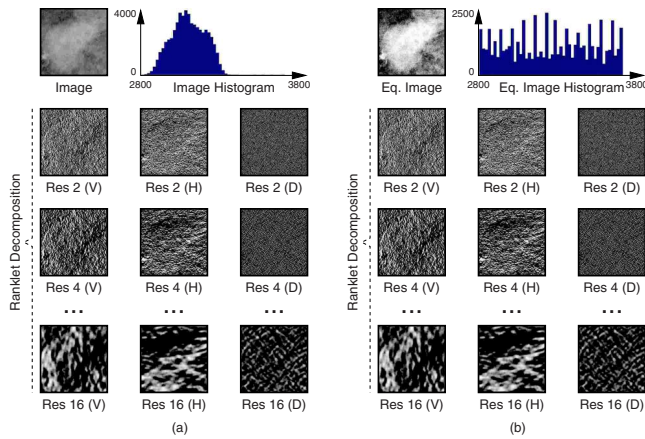 4000
0
2800
3800
Image
Image Histogram
Ranklet Decomposition
Res 2 (V)
Res 2 (H)
Res 2 (D)
Res 4 (V)
Res 4 (H)
Res 4 (D)
... ... ...
Res 16 (V)
Res 16 (H)
Res 16 (D)
(a)
2500
0
2800
3800
Eq. Image
Eq. Image Histogram
Ranklet Decomposition
Res 2 (V)
Res 2 (H)
Res 2 (D)
Res 4 (V)
Res 4 (H)
Res 4 (D)
... ... ...
Res 16 (V)
Res 16 (H)
Res 16 (D)
(b)